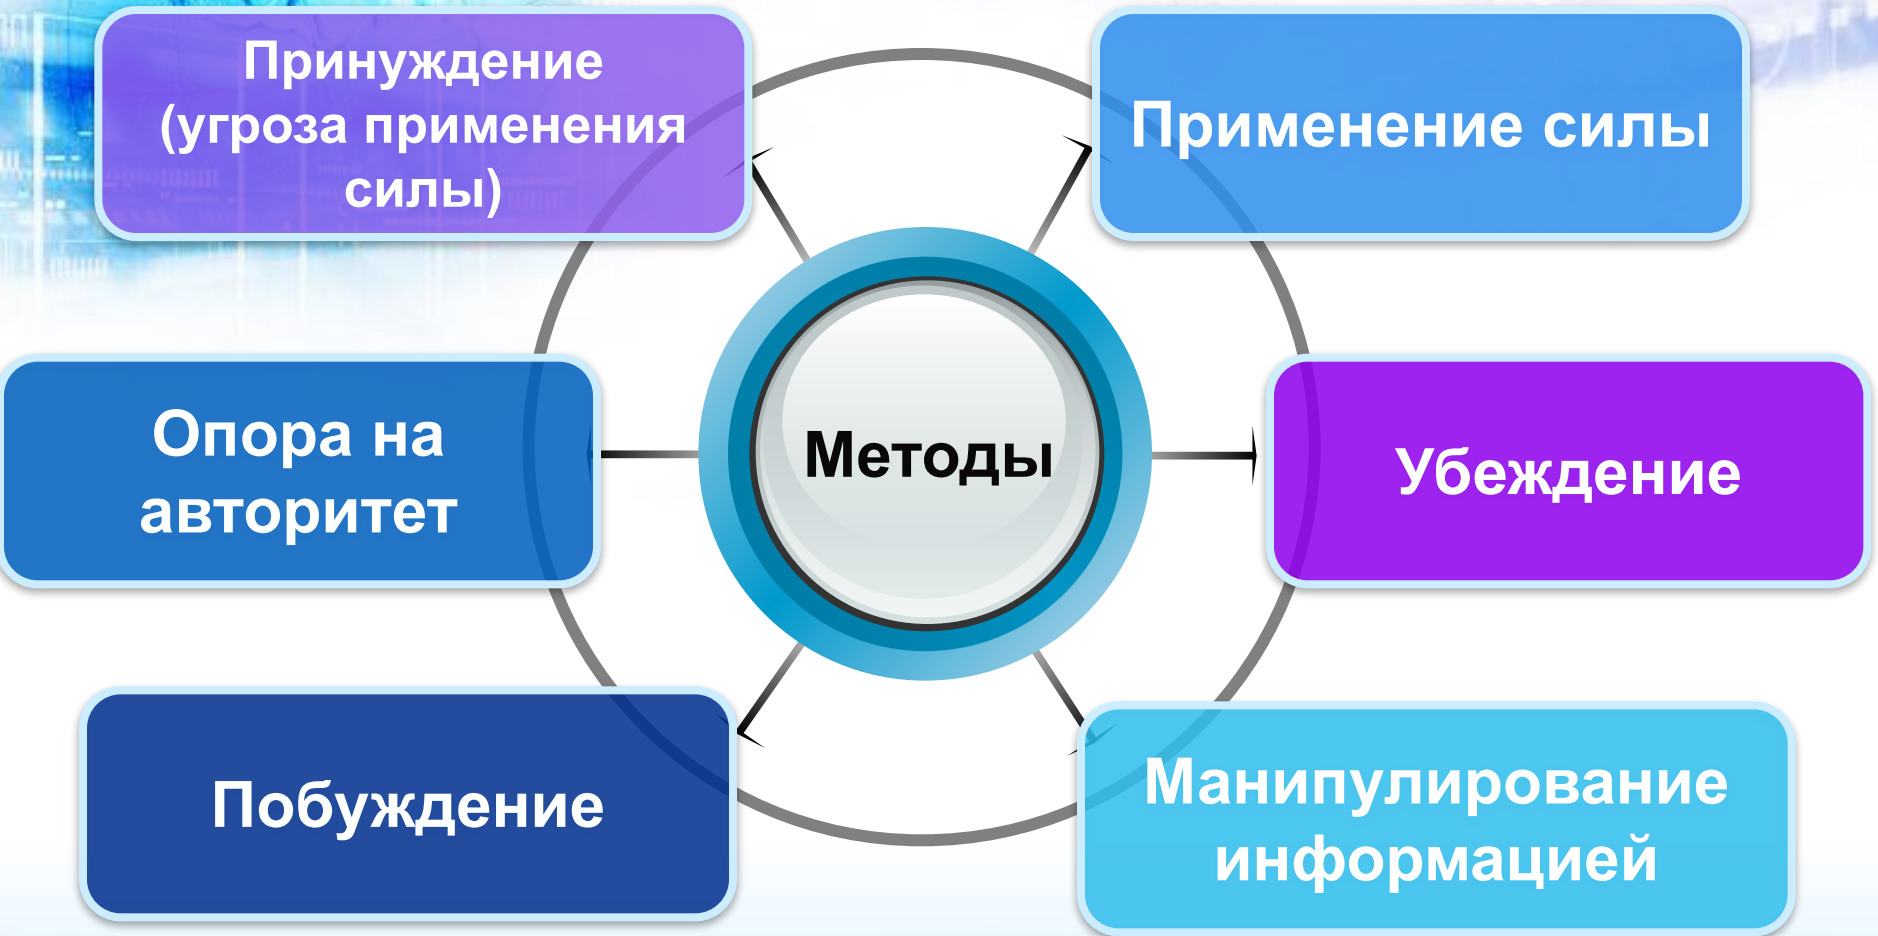 Принуждение
(угроза применения
силы)
Применение силы
Опора на
авторитет
Методы
Убеждение
Побуждение
Манипулирование
информацией